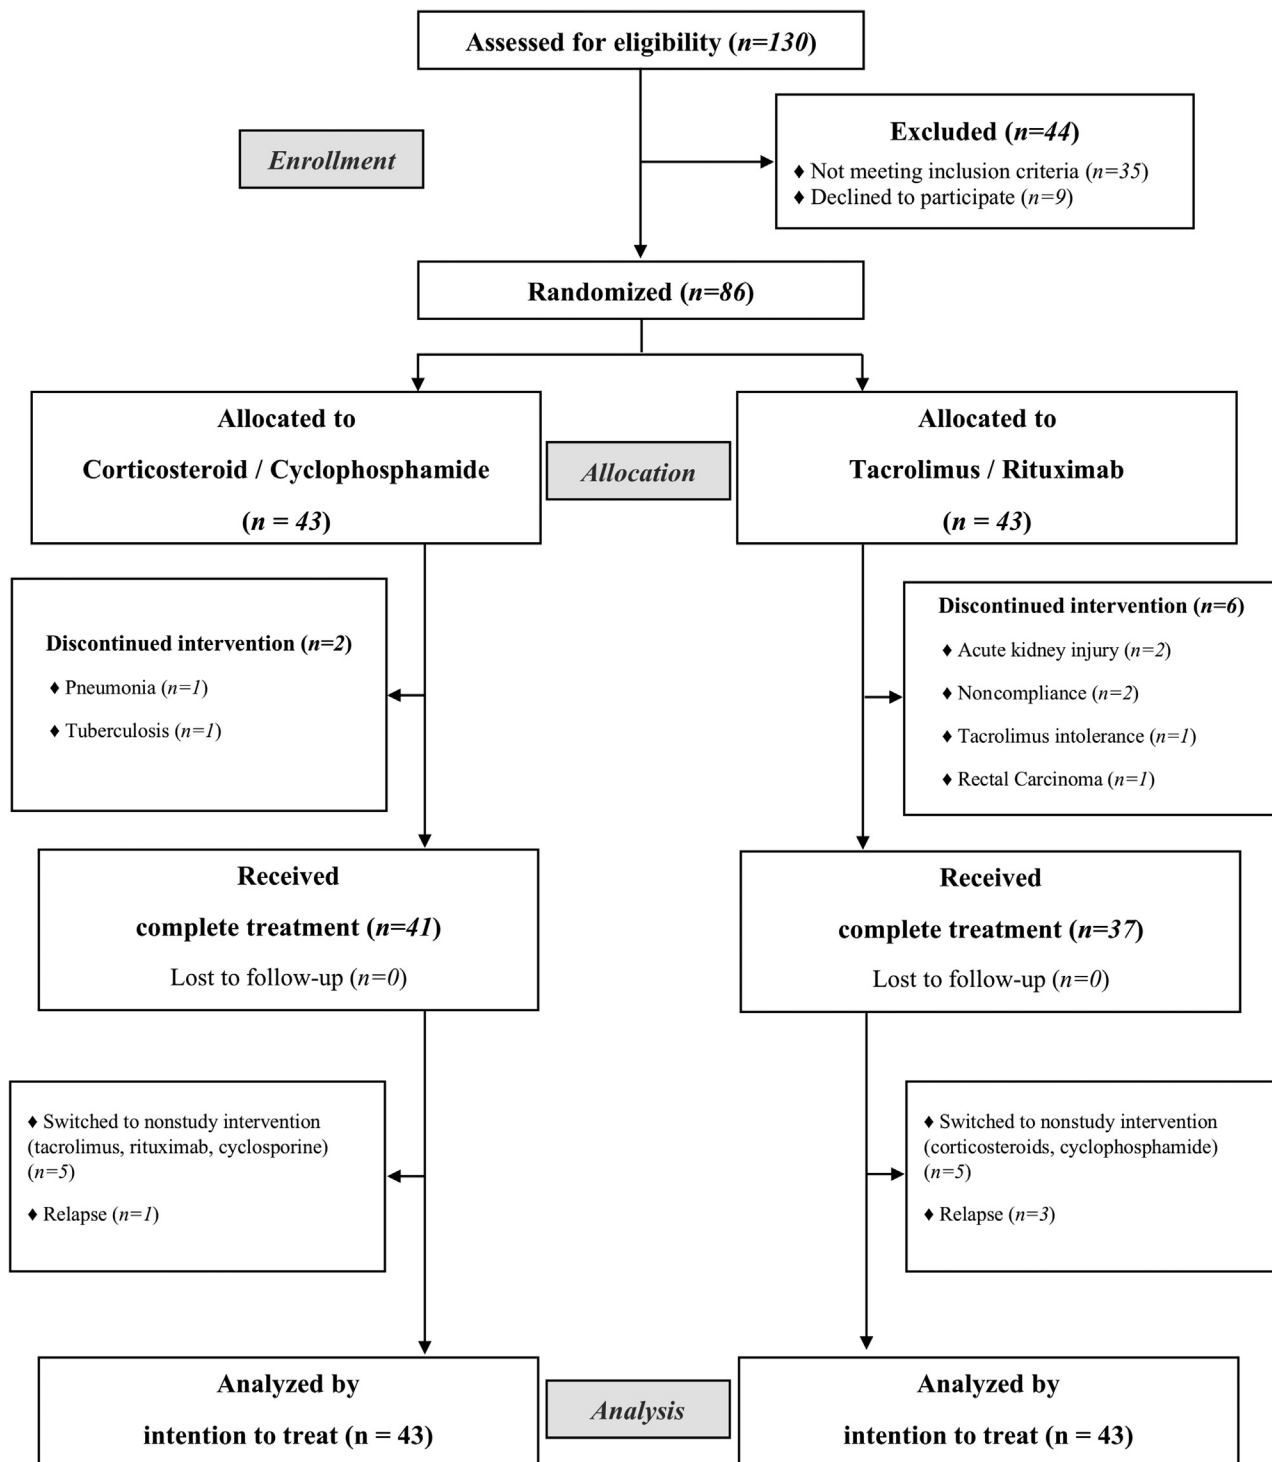 Assessed for eligibility (n=130)
Enrollment
Excluded (n=44)
♦ Not meeting inclusion criteria (n=35)
♦ Declined to participate (n=9)
Randomized (n=86)
Allocated to
Corticosteroid / Cyclophosphamide
(n = 43)
Allocation
Allocated to
Tacrolimus / Rituximab
(n = 43)
Discontinued intervention (n=2)
♦ Pneumonia (n=1)
♦ Tuberculosis (n=1)
Discontinued intervention (n=6)
♦ Acute kidney injury (n=2)
♦ Noncompliance (n=2)
♦ Tacrolimus intolerance (n=1)
♦ Rectal Carcinoma (n=1)
Received
complete treatment (n=41)
Lost to follow-up (n=0)
Received
complete treatment (n=37)
Lost to follow-up (n=0)
♦ Switched to nonstudy intervention
(tacrolimus, rituximab, cyclosporine)
(n=5)
♦ Relapse (n=1)
♦ Switched to nonstudy intervention
(corticosteroids, cyclophosphamide)
(n=5)
♦ Relapse (n=3)
Analyzed by
intention to treat (n = 43)
Analysis
Analyzed by
intention to treat (n = 43)